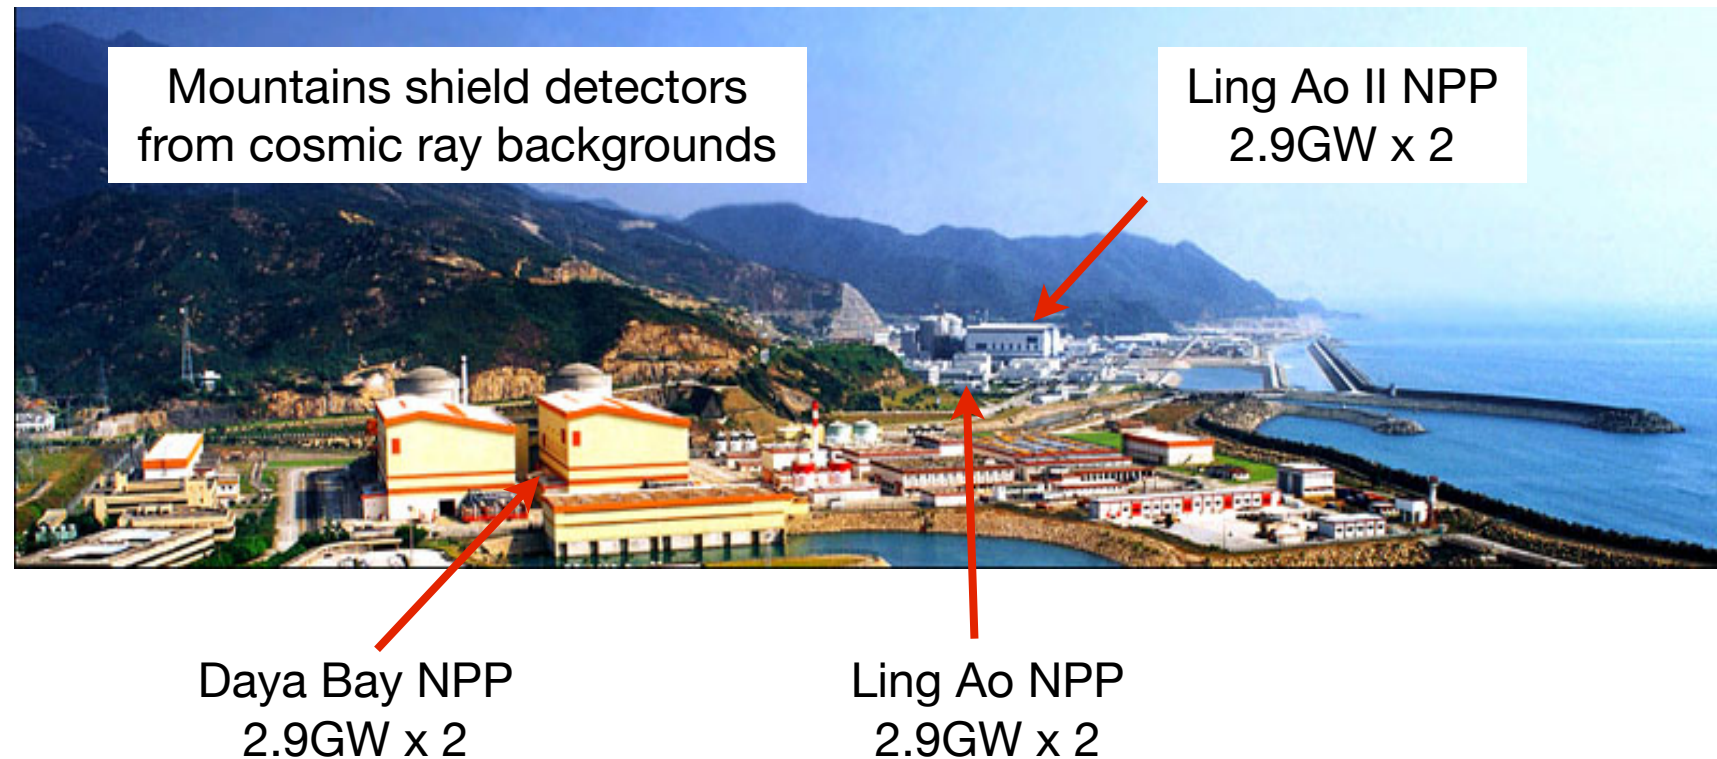 Mountains shield detectors
from cosmic ray backgrounds
Ling Ao II NPP
2.9GW x 2
Daya Bay NPP
2.9GW x 2
Ling Ao NPP
2.9GW x 2